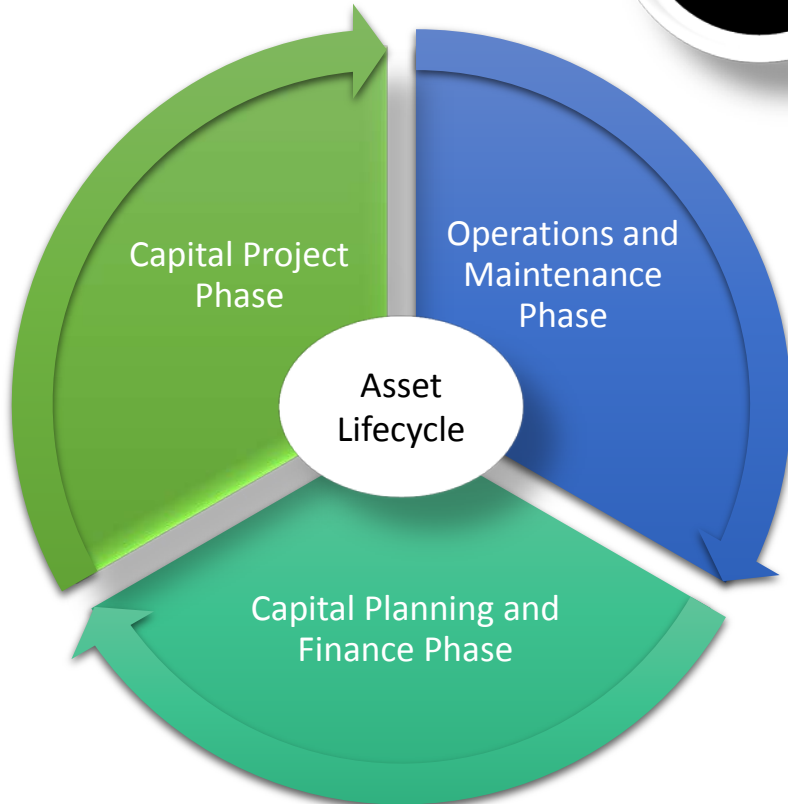 Capital Project
Phase
Operations and
Maintenance
Phase
Asset
Lifecycle
Capital Planning and
Finance Phase